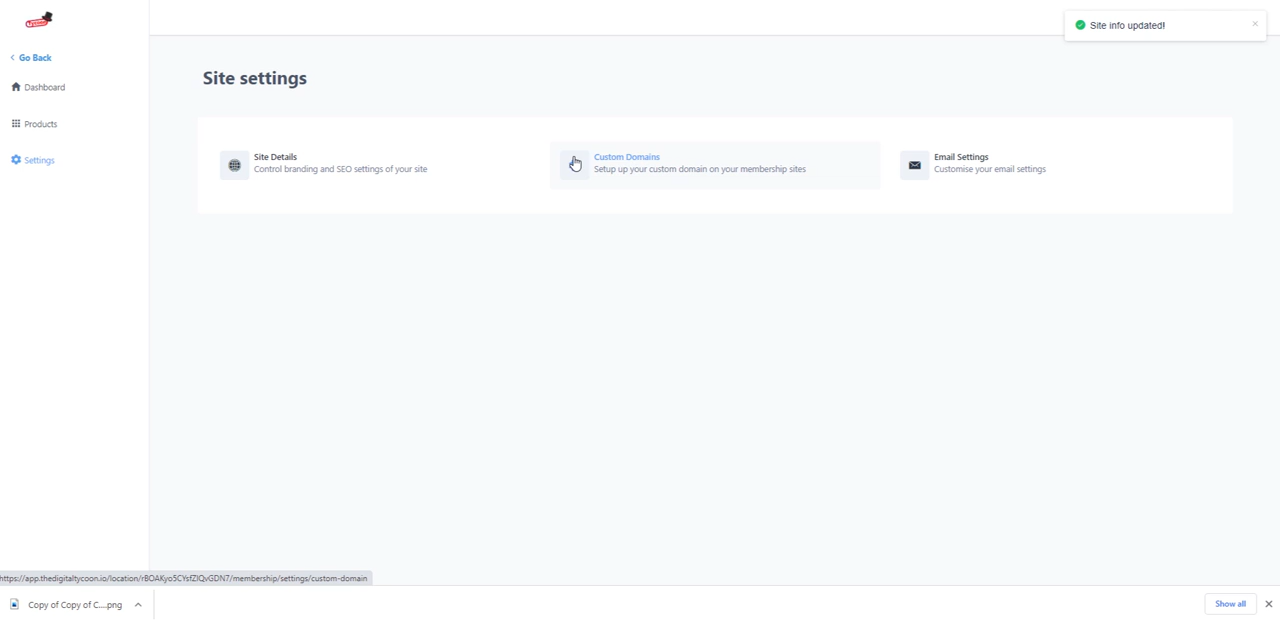 Site info updated!
Go Back
Dashboard
Products
Settings
Site settings
Site Details
Control branding and SEO settings of your site
Custom Domains
Setup up your custom domain on your membership sites
Email Settings
Customise your email settings
https://app.thedigitaltycoon.io/location/rBOAKyo5CYsfZIQvGDN7/membership/settings/custom-domain
Copy of Copy of C....png
Show all